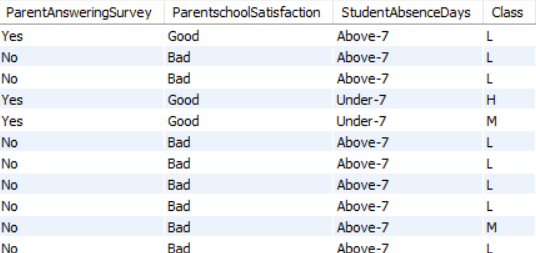 ParentAnsweringSurvey ParentschoolSatisfaction StudentAbsenceDays Class
Yes Good Above-7 L
No Bad Above-7 L
No Bad Above-7 L
Yes Good Under-7 H
Yes Good Under-7 M
No Bad Above-7 L
No Bad Above-7 L
No Bad Above-7 L
No Bad Above-7 L
No Bad Above-7 M
No Bad Above-7 L